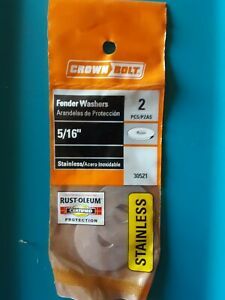 CROWN BOLT
Fender Washers
Arandelas de Protección
2
PCS/PZAS
5/16"
Stainless/Acero Inoxidable
30521
RUST-OLEUM
CERTIFIED
PROTECTION
STAINLESS